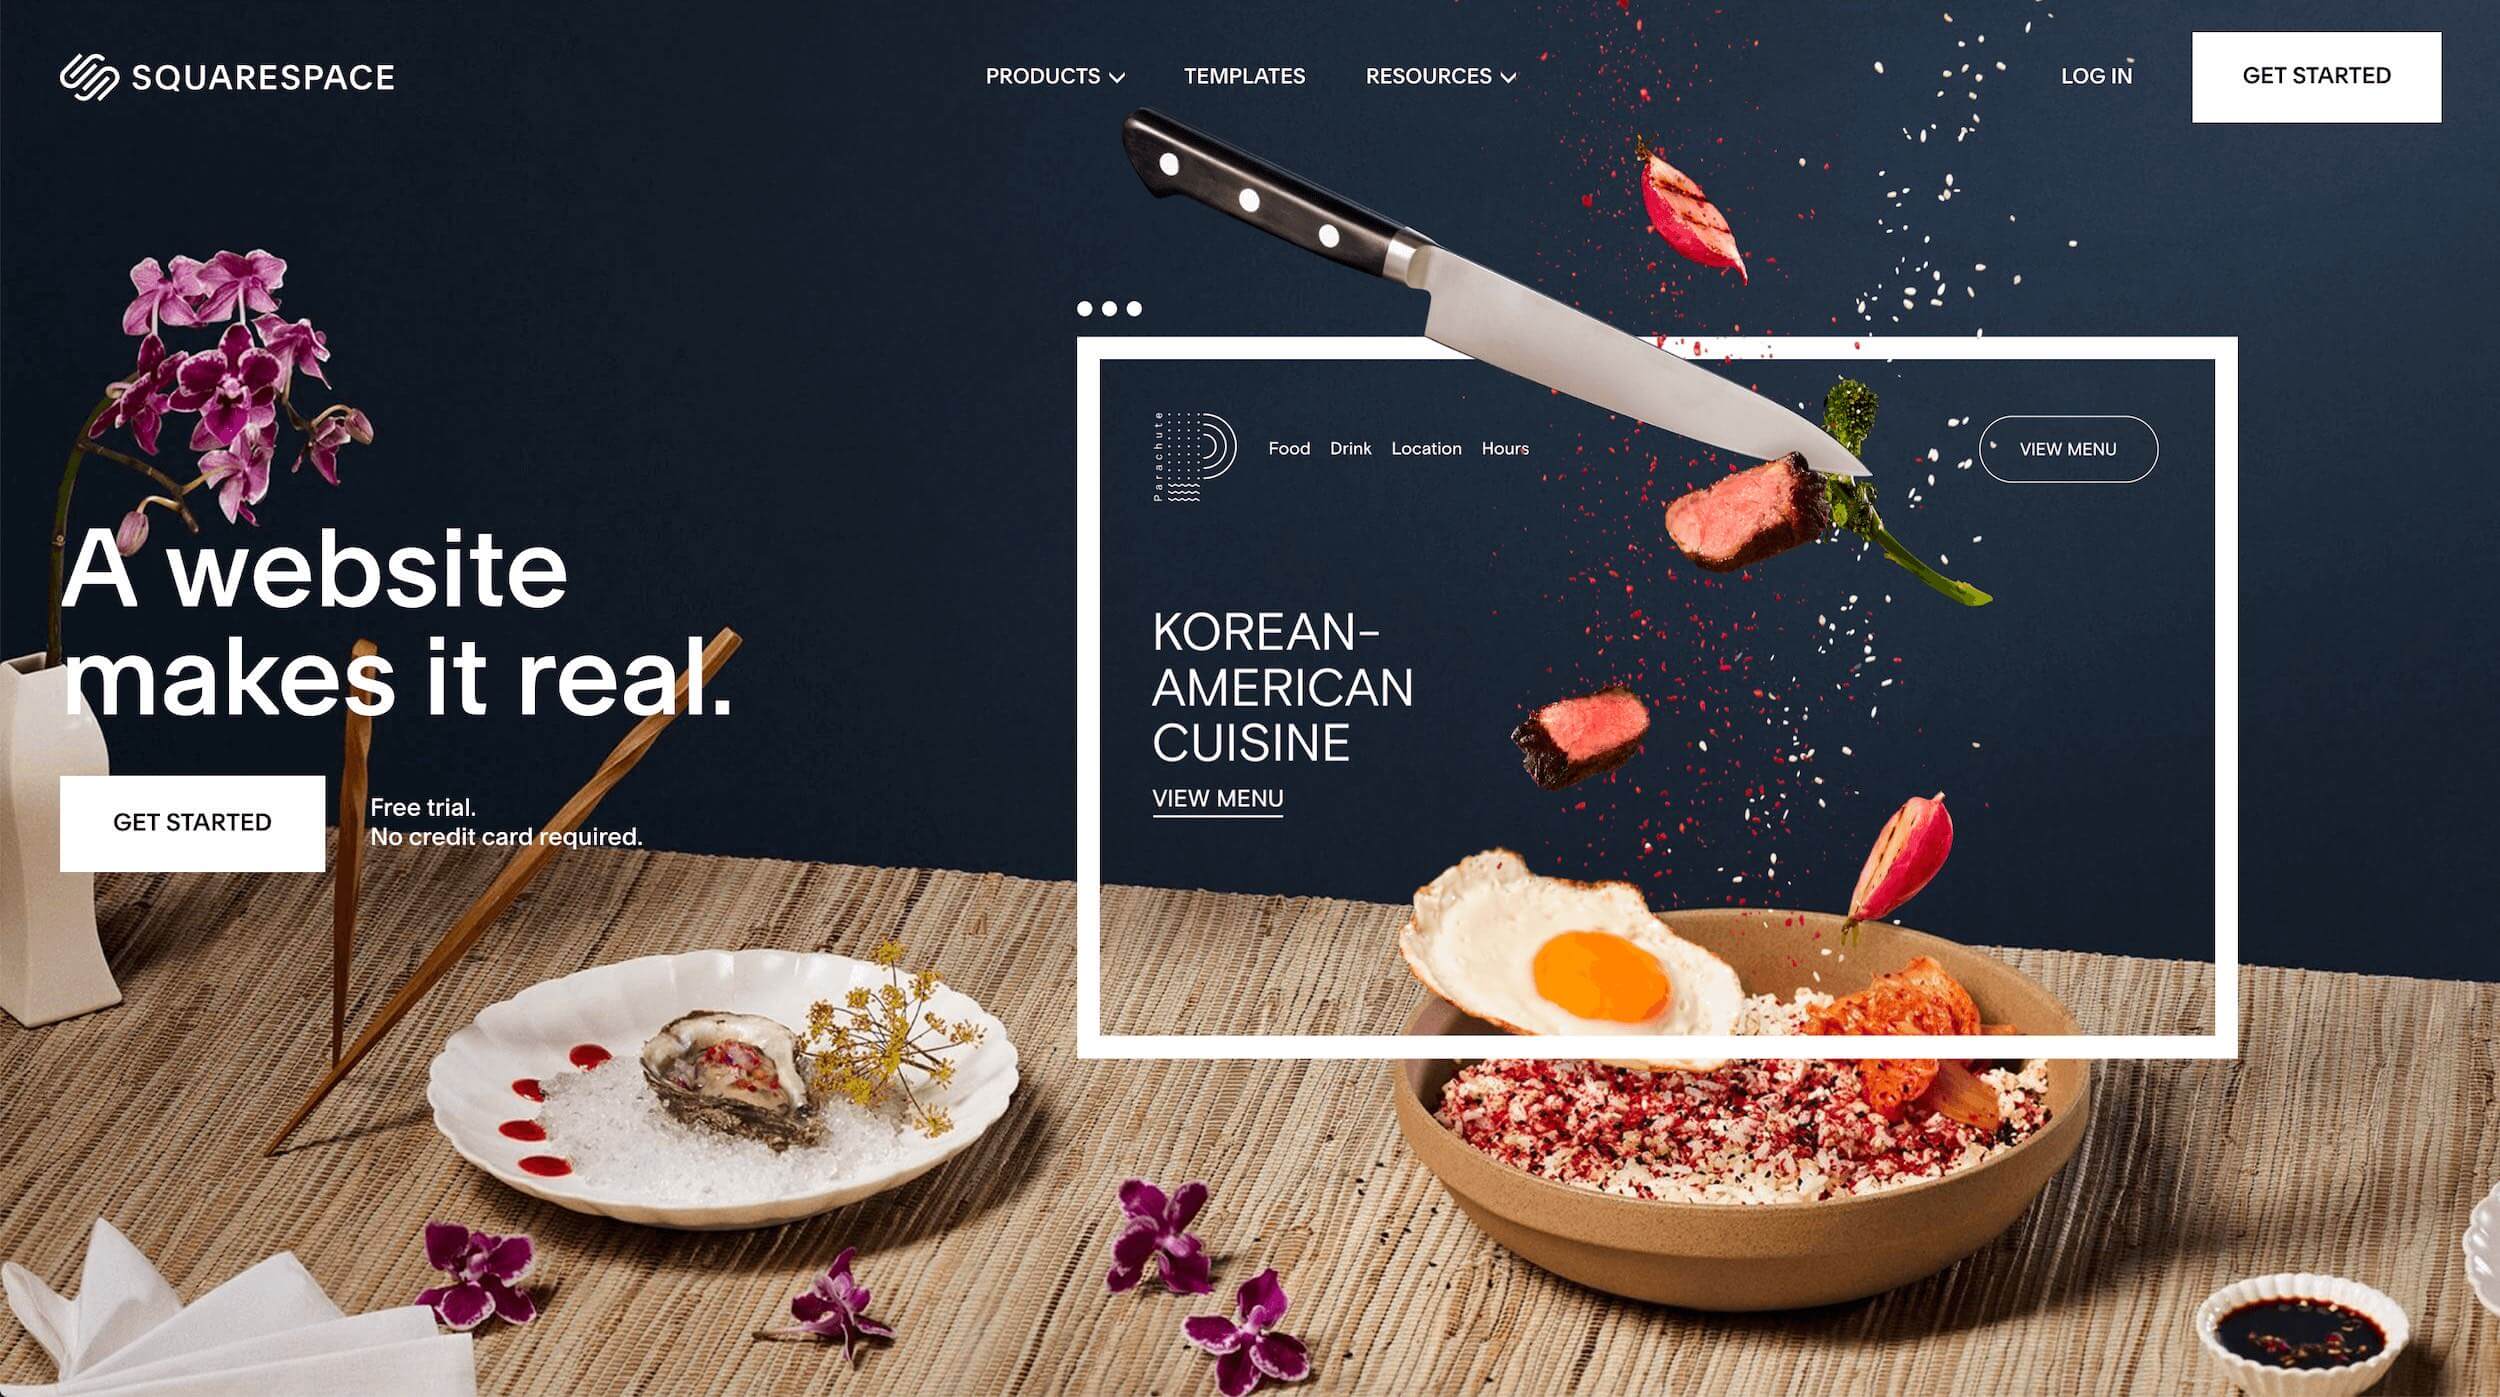 SQUARESPACE
PRODUCTS
TEMPLATES
RESOURCES
LOG IN
GET STARTED
A website
makes it real.
GET STARTED
Free trial.
No credit card required.
Parachute
Food
Drink
Location
Hours
VIEW MENU
KOREAN-
AMERICAN
CUISINE
VIEW MENU